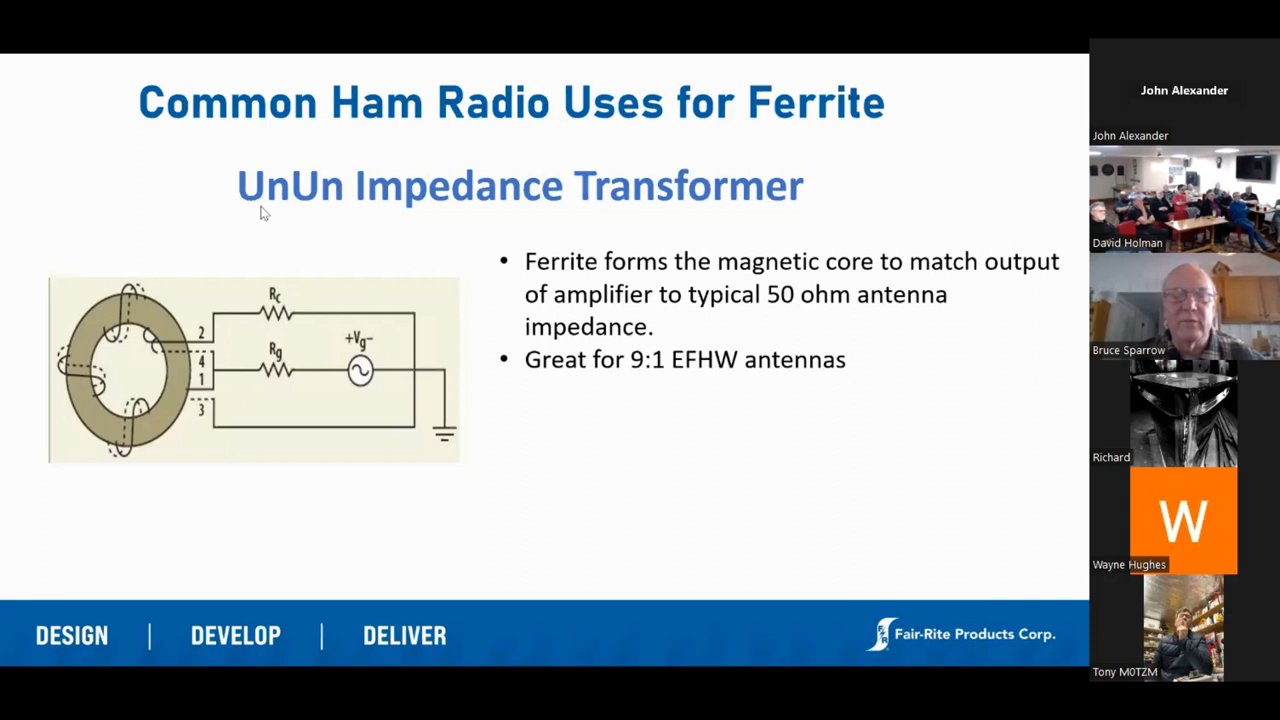 Common Ham Radio Uses for Ferrite
UnUn Impedance Transformer
• Ferrite forms the magnetic core to match output
of amplifier to typical 50 ohm antenna
impedance.
• Great for 9:1 EFHW antennas
Rc
2
+Vg-
Rg
4
1
3
DESIGN | DEVELOP | DELIVER
Fair-Rite Products Corp.
John Alexander
John Alexander
David Holman
Bruce Sparrow
Richard
W
Wayne Hughes
Tony M0TZM